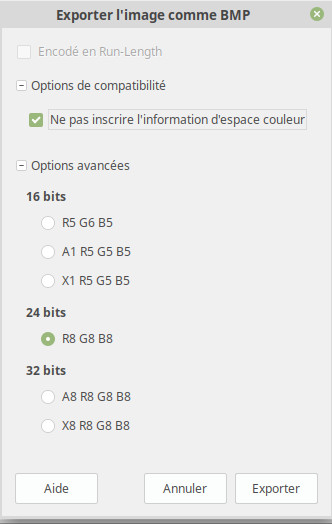 Exporter l'image comme BMP
Encodé en Run-Length
Options de compatibilité
Ne pas inscrire l'information d'espace couleur
Options avancées
16 bits
R5 G6 B5
A1 R5 G5 B5
X1 R5 G5 B5
24 bits
R8 G8 B8
32 bits
A8 R8 G8 B8
X8 R8 G8 B8
Aide Annuler Exporter